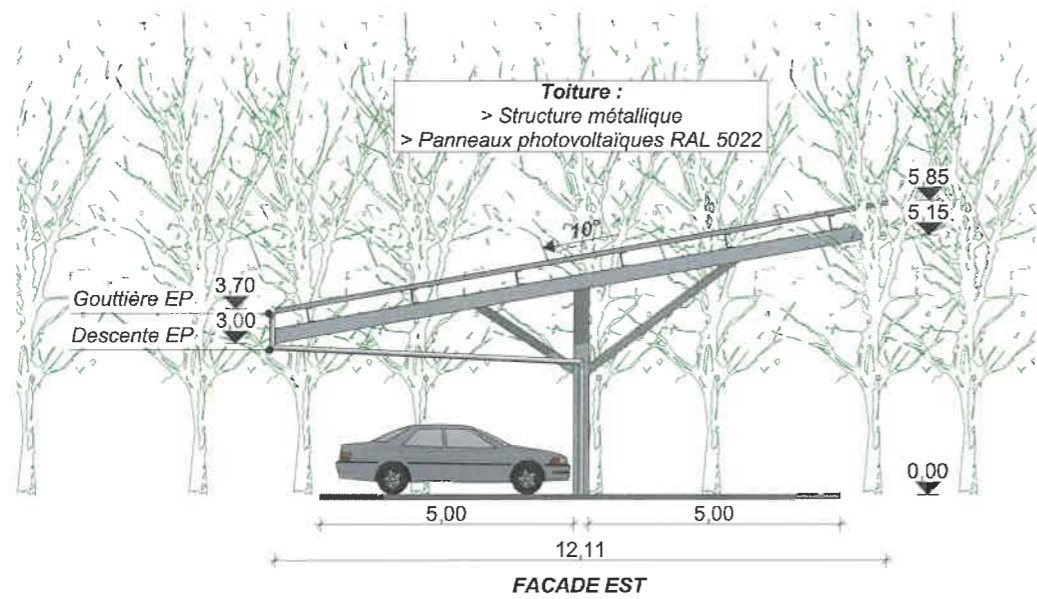 Toiture :
> Structure métallique
> Panneaux photovoltaïques RAL 5022
5,85
5,15
10°
3,70
Gouttière EP
3,00
Descente EP
0,00
5,00 5,00
12,11
FAÇADE EST